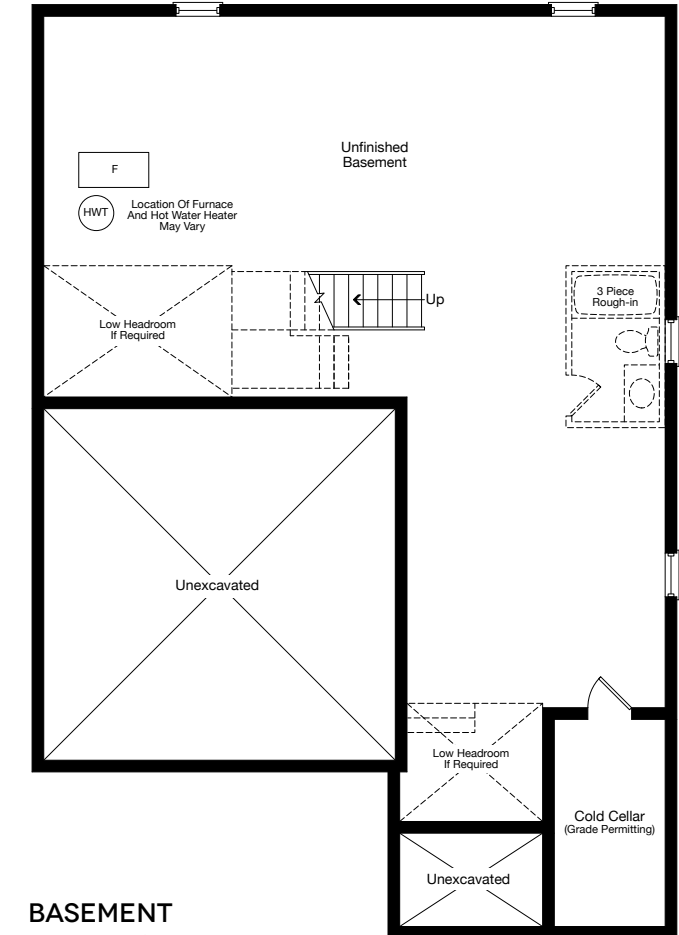 Unfinished
Basement
F
HWT
Location Of Furnace
And Hot Water Heater
May Vary
Low Headroom
If Required
Up
3 Piece
Rough-in
Unexcavated
Low Headroom
If Required
Cold Cellar
(Grade Permitting)
Unexcavated
BASEMENT